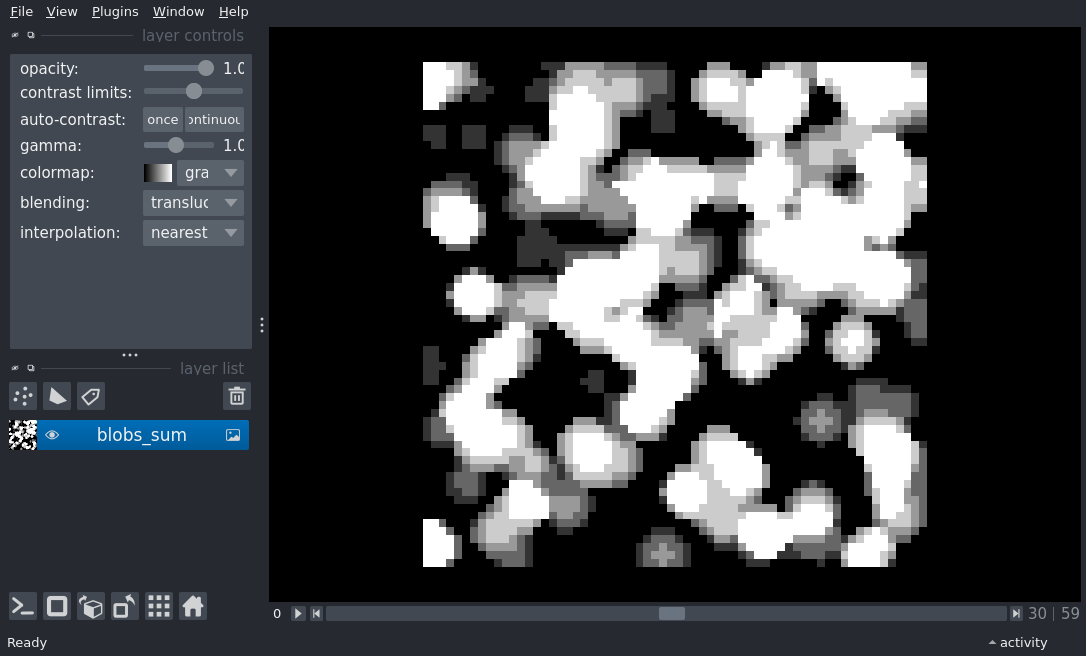 File View Plugins Window Help
layer controls
opacity: 1.0
contrast limits:
auto-contrast: once ontinuou
gamma: 1.0
colormap: gra
blending: transluc
interpolation: nearest
layer list
blobs_sum
0 30 | 59
Ready activity